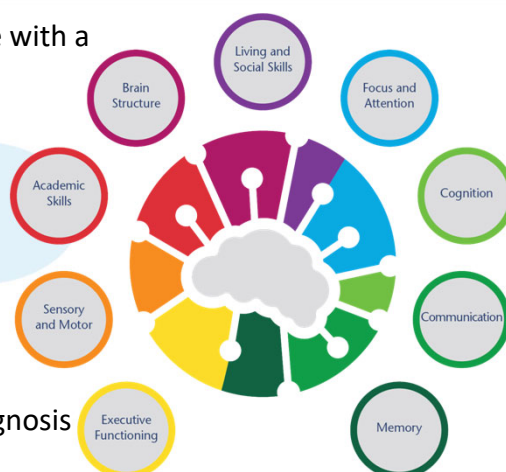 e with a
Living and
Social Skills
Brain
Structure
Focus and
Attention
Academic
Skills
Cognition
Sensory
and Motor
Communication
Executive
Functioning
Memory
gnosis